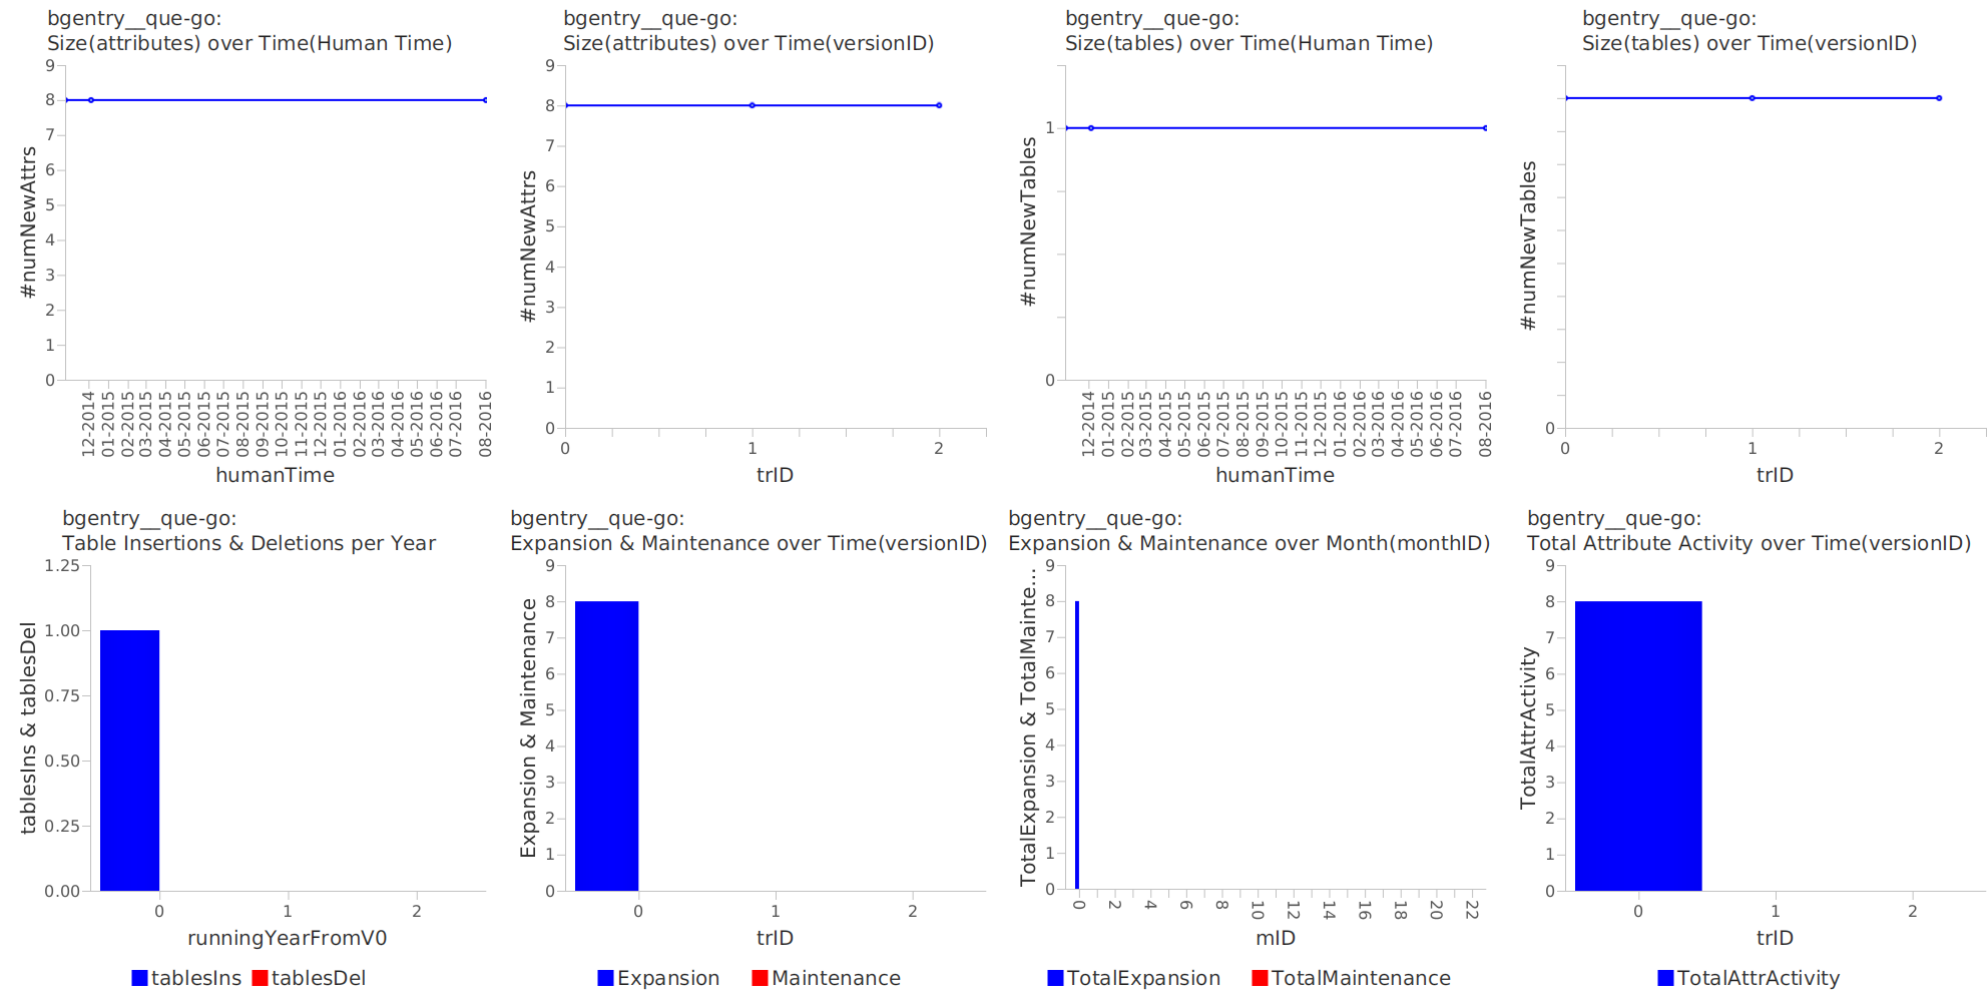 bgentry__que-go:
Size(attributes) over Time(Human Time)
9
8
7
6
5
4
3
2
1
0
#numNewAttrs
12-2014
01-2015
02-2015
03-2015
04-2015
05-2015
06-2015
07-2015
08-2015
09-2015
10-2015
11-2015
12-2015
01-2016
02-2016
03-2016
04-2016
05-2016
06-2016
07-2016
08-2016
humanTime
bgentry__que-go:
Size(attributes) over Time(versionID)
9
8
7
6
5
4
3
2
1
0
#numNewAttrs
0 1 2
trID
bgentry__que-go:
Size(tables) over Time(Human Time)
1
0
#numNewTables
12-2014
01-2015
02-2015
03-2015
04-2015
05-2015
06-2015
07-2015
08-2015
09-2015
10-2015
11-2015
12-2015
01-2016
02-2016
03-2016
04-2016
05-2016
06-2016
07-2016
08-2016
humanTime
bgentry__que-go:
Size(tables) over Time(versionID)
0
#numNewTables
0 1 2
trID
bgentry__que-go:
Table Insertions & Deletions per Year
1.25
1.00
0.75
0.50
0.25
0.00
tablesIns & tablesDel
0 1 2
runningYearFromV0
tablesIns tablesDel
bgentry__que-go:
Expansion & Maintenance over Time(versionID)
9
8
7
6
5
4
3
2
1
0
Expansion & Maintenance
0 1 2
trID
Expansion Maintenance
bgentry__que-go:
Expansion & Maintenance over Month(monthID)
9
8
7
6
5
4
3
2
1
0
TotalExpansion & TotalMainte...
0 2 4 6 8 10 12 14 16 18 20 22
mID
TotalExpansion TotalMaintenance
bgentry__que-go:
Total Attribute Activity over Time(versionID)
9
8
7
6
5
4
3
2
1
0
TotalAttrActivity
0 1 2
trID
TotalAttrActivity